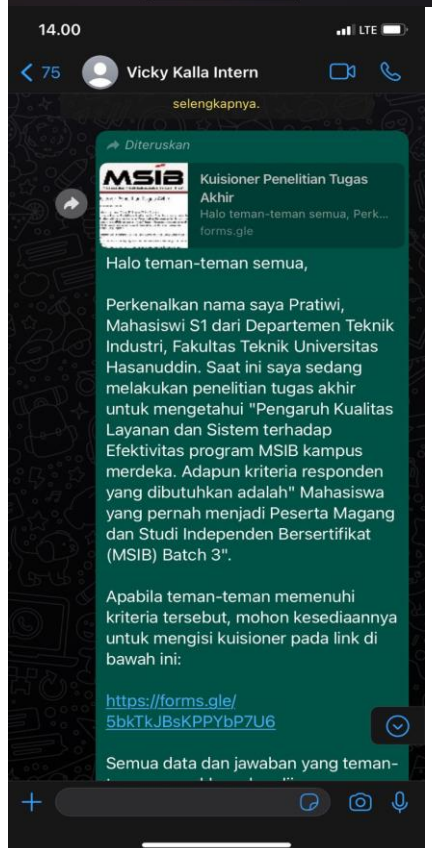 14.00
LTE
75
Vicky Kalla Intern
selengkapnya.
Diteruskan
MSIB
Kuisioner Penelitian Tugas
Akhir
Halo teman-teman semua, Perk...
forms.gle
Halo teman-teman semua,
Perkenalkan nama saya Pratiwi,
Mahasiswi S1 dari Departemen Teknik
Industri, Fakultas Teknik Universitas
Hasanuddin. Saat ini saya sedang
melakukan penelitian tugas akhir
untuk mengetahui "Pengaruh Kualitas
Layanan dan Sistem terhadap
Efektivitas program MSIB kampus
merdeka. Adapun kriteria responden
yang dibutuhkan adalah" Mahasiswa
yang pernah menjadi Peserta Magang
dan Studi Independen Bersertifikat
(MSIB) Batch 3".
Apabila teman-teman memenuhi
kriteria tersebut, mohon kesediaannya
untuk mengisi kuisioner pada link di
bawah ini:
https://forms.gle/
5bkTkJBsKPPYbP7U6
Semua data dan jawaban yang teman-